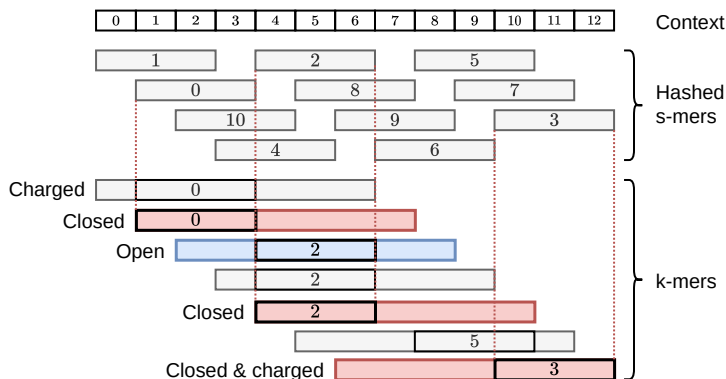 0 1 2 3 4 5 6 7 8 9 10 11 12 Context
1 2 5
0 8 7
Hashed
s-mers
10 9 3
4 6
Charged 0
Closed 0
Open 2
2
k-mers
Closed 2
5
Closed & charged 3